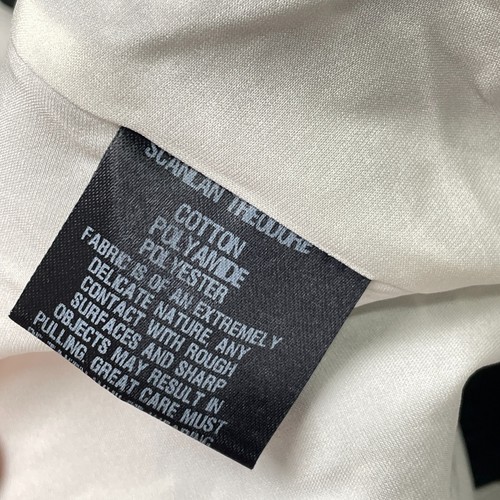 SCANLAN THEODORE
COTTON
POLYAMIDE
POLYESTER
FABRIC IS OF AN EXTREMELY
DELICATE NATURE ANY
CONTACT WITH ROUGH
SURFACES AND SHARP
OBJECTS MAY RESULT IN
PULLING. GREAT CARE MUST